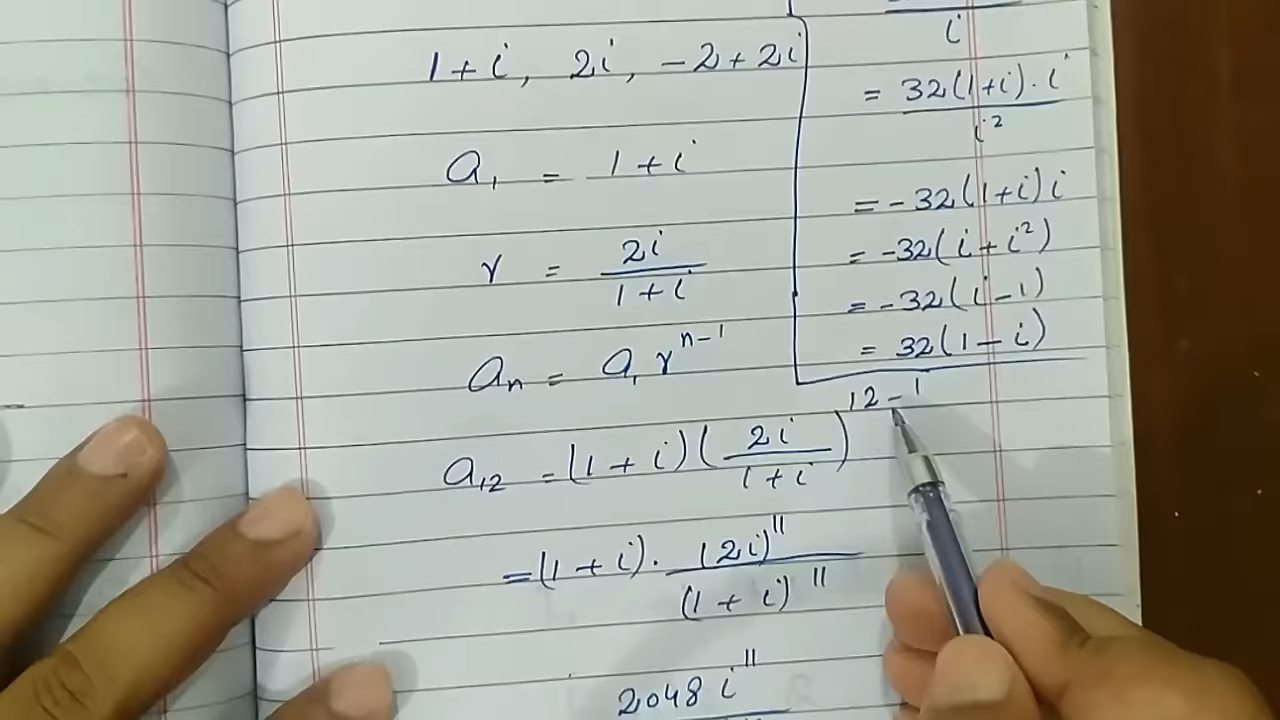 1 + i, 2i, -2 + 2i
a₁ = 1 + i
r = 2i / 1 + i
aₙ = a₁ rⁿ⁻¹
a₁₂ = (1 + i) (2i / 1 + i)¹²⁻¹
= (1 + i) . (2i)¹¹ / (1 + i)¹¹
2048 i¹¹
i
= 32(1+i) . i / i²
= -32(1+i) i
= -32(i + i²)
= -32(i - 1)
= 32(1 - i)